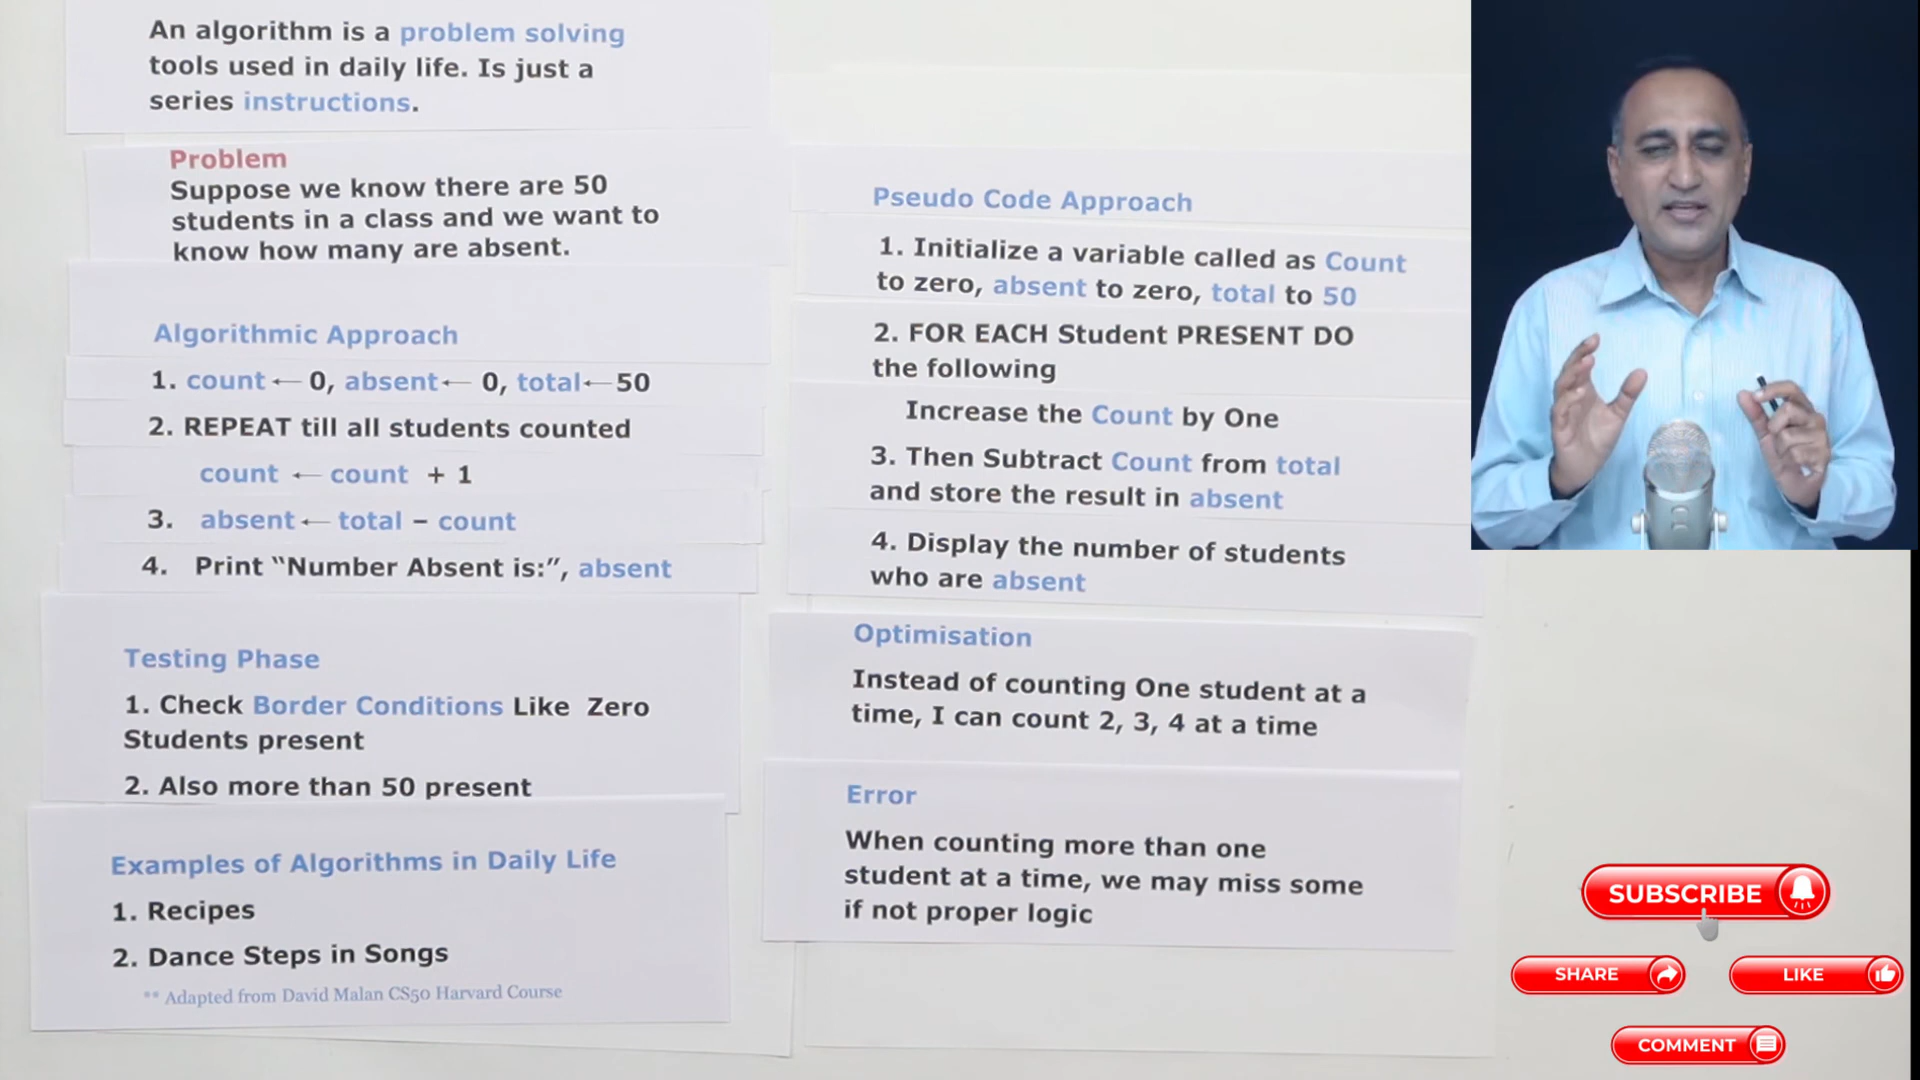 An algorithm is a problem solving
tools used in daily life. Is just a
series instructions.
Problem
Suppose we know there are 50
students in a class and we want to
know how many are absent.
Algorithmic Approach
1. count ← 0, absent ← 0, total ← 50
2. REPEAT till all students counted
count ← count + 1
3. absent ← total – count
4. Print “Number Absent is:”, absent
Testing Phase
1. Check Border Conditions Like Zero
Students present
2. Also more than 50 present
Examples of Algorithms in Daily Life
1. Recipes
2. Dance Steps in Songs
** Adapted from David Malan CS50 Harvard Course
Pseudo Code Approach
1. Initialize a variable called as Count
to zero, absent to zero, total to 50
2. FOR EACH Student PRESENT DO
the following
Increase the Count by One
3. Then Subtract Count from total
and store the result in absent
4. Display the number of students
who are absent
Optimisation
Instead of counting One student at a
time, I can count 2, 3, 4 at a time
Error
When counting more than one
student at a time, we may miss some
if not proper logic
SUBSCRIBE
SHARE
LIKE
COMMENT